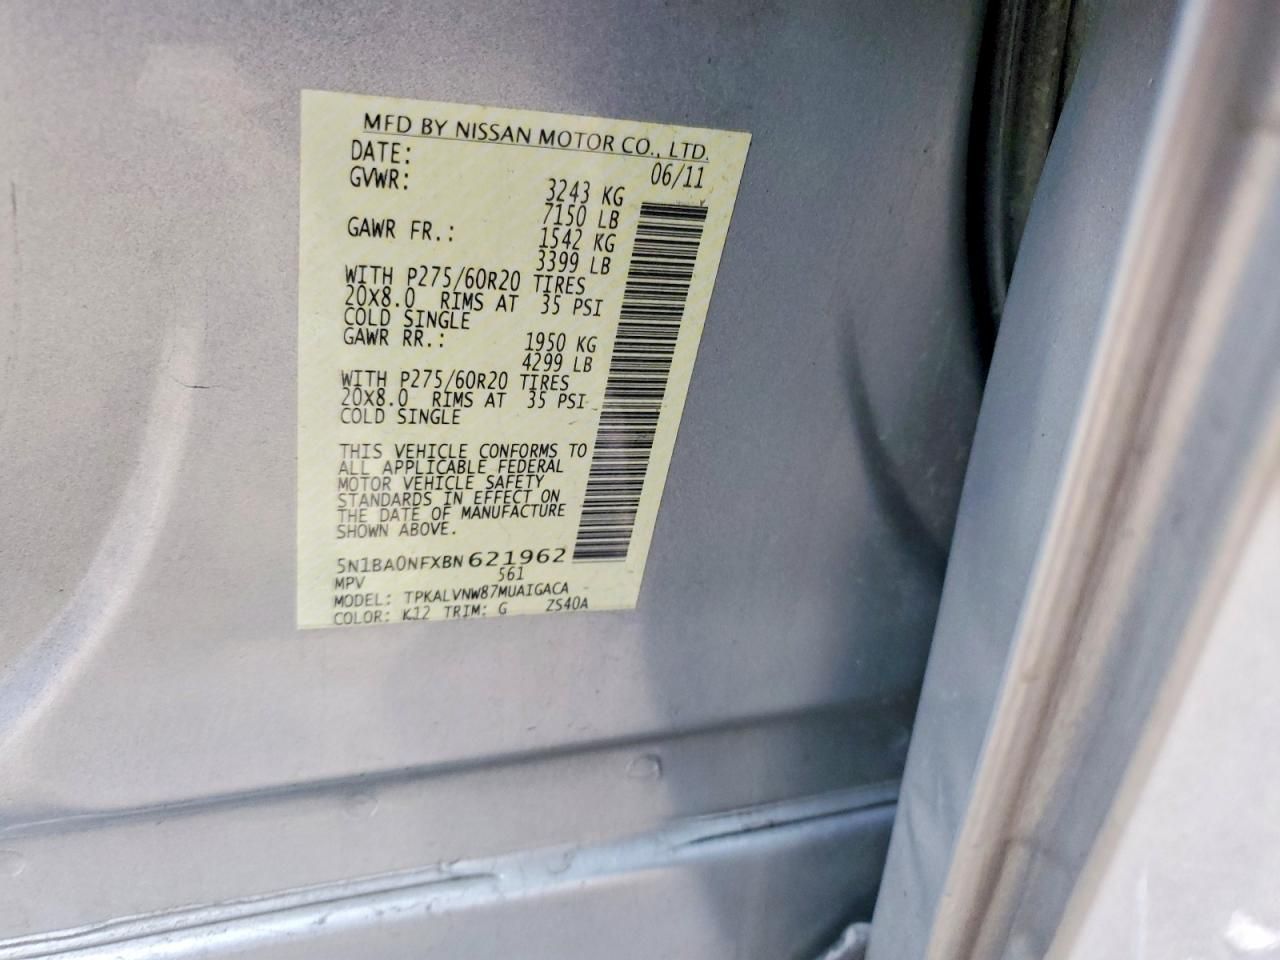 MFD BY NISSAN MOTOR CO., LTD.
DATE: 06/11
GVWR: 3243 KG
7150 LB
GAWR FR.: 1542 KG
3399 LB
WITH P275/60R20 TIRES
20X8.0 RIMS AT 35 PSI
COLD SINGLE
GAWR RR.: 1950 KG
4299 LB
WITH P275/60R20 TIRES
20X8.0 RIMS AT 35 PSI
COLD SINGLE
THIS VEHICLE CONFORMS TO
ALL APPLICABLE FEDERAL
MOTOR VEHICLE SAFETY
STANDARDS IN EFFECT ON
THE DATE OF MANUFACTURE
SHOWN ABOVE.
5N1BA0NFXBN621962
MPV 561
MODEL: TPKALVNW87MUAIGACA
COLOR: K12 TRIM: G ZS40A